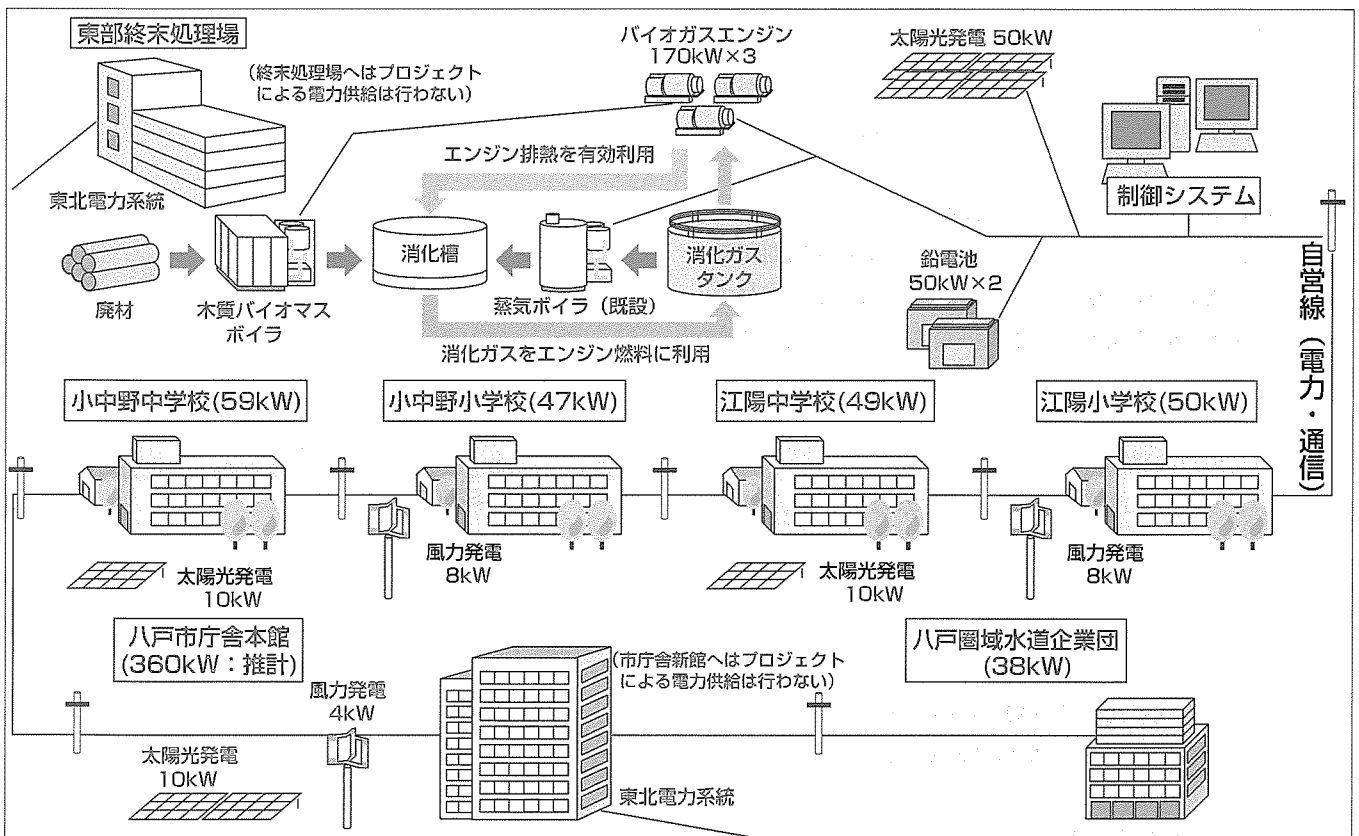 東部終末処理場
(終末処理場へはプロジェクト
による電力供給は行わない)
バイオガスエンジン
170kW×3
太陽光発電 50kW
エンジン排熱を有効利用
東北電力系統
制御システム
消化槽
消化ガス
タンク
鉛電池
50kW×2
廃材
木質バイオマス
ボイラ
蒸気ボイラ(既設)
消化ガスをエンジン燃料に利用
自営線(電力・通信)
小中野中学校(59kW)
小中野小学校(47kW)
江陽中学校(49kW)
江陽小学校(50kW)
太陽光発電
10kW
風力発電
8kW
太陽光発電
10kW
風力発電
8kW
八戸市庁舎本館
(360kW:推計)
風力発電
4kW
(市庁舎新館へはプロジェクト
による電力供給は行わない)
八戸圏域水道企業団
(38kW)
太陽光発電
10kW
東北電力系統